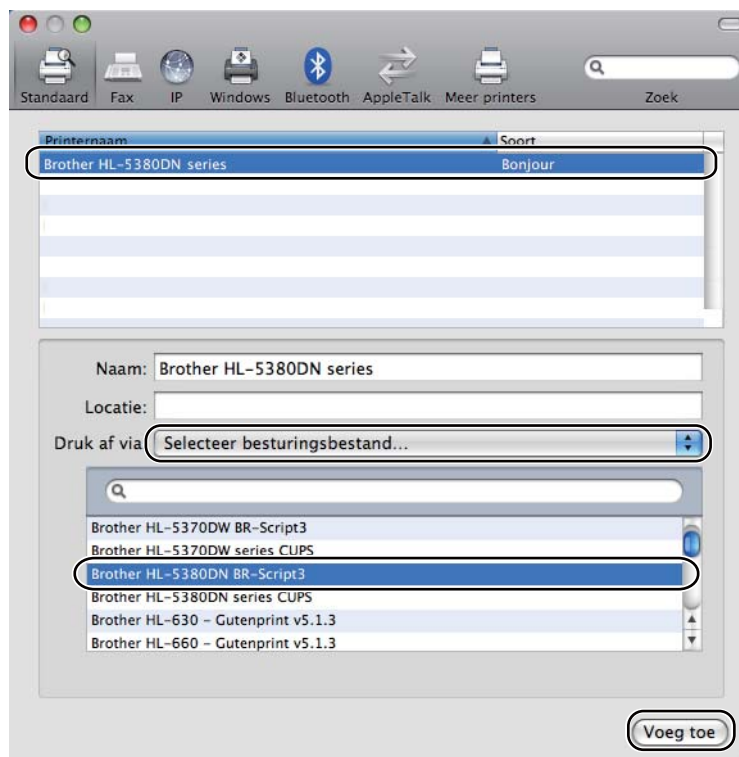 Standaard Fax IP Windows Bluetooth AppleTalk Meer printers Zoek
Printernaam Soort
Brother HL-5380DN series Bonjour
Naam: Brother HL-5380DN series
Locatie:
Druk af via Selecteer besturingsbestand...
Brother HL-5370DW BR-Script3
Brother HL-5370DW series CUPS
Brother HL-5380DN BR-Script3
Brother HL-5380DN series CUPS
Brother HL-630 - Gutenprint v5.1.3
Brother HL-660 - Gutenprint v5.1.3
Voeg toe